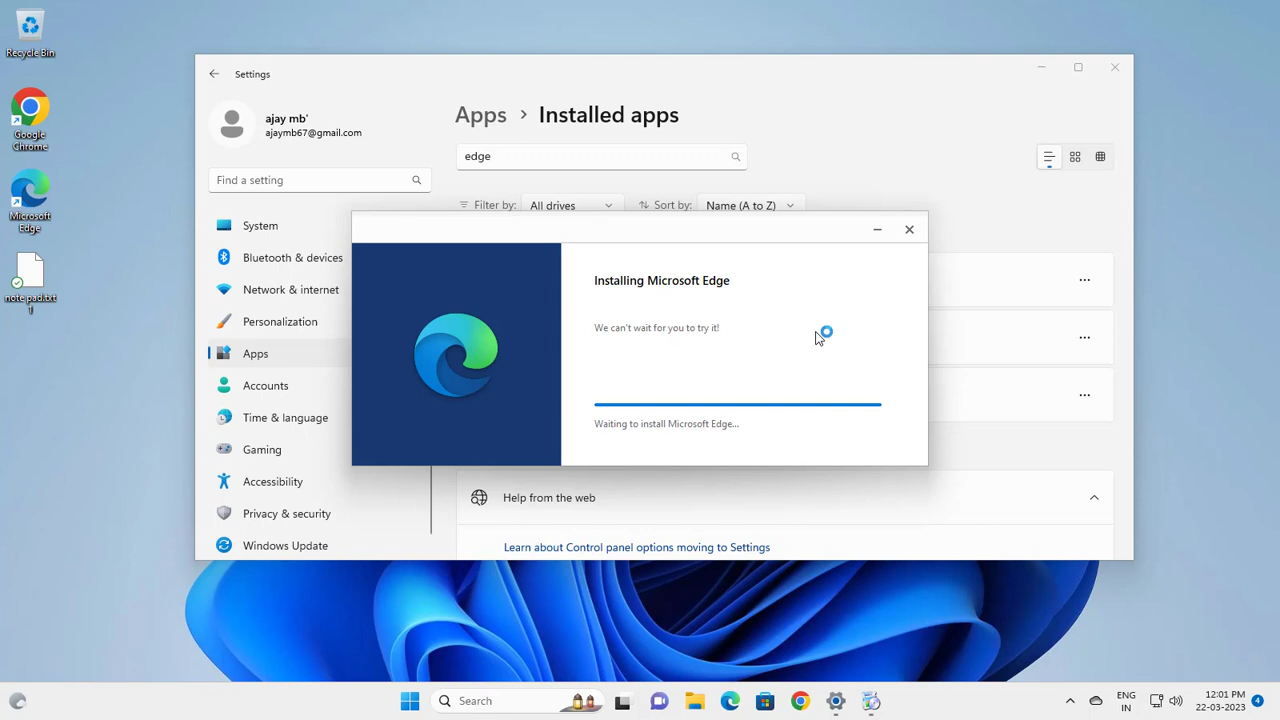 Recycle Bin
Google
Chrome
Microsoft
Edge
note pad.txt
1
Settings
ajay mb'
ajaymb67@gmail.com
Find a setting
System
Bluetooth & devices
Network & internet
Personalization
Apps
Accounts
Time & language
Gaming
Accessibility
Privacy & security
Windows Update
Apps > Installed apps
edge
Filter by: All drives
Sort by: Name (A to Z)
Installing Microsoft Edge
We can't wait for you to try it!
Waiting to install Microsoft Edge...
Help from the web
Learn about Control panel options moving to Settings
Search
ENG
IN
12:01 PM
22-03-2023
4